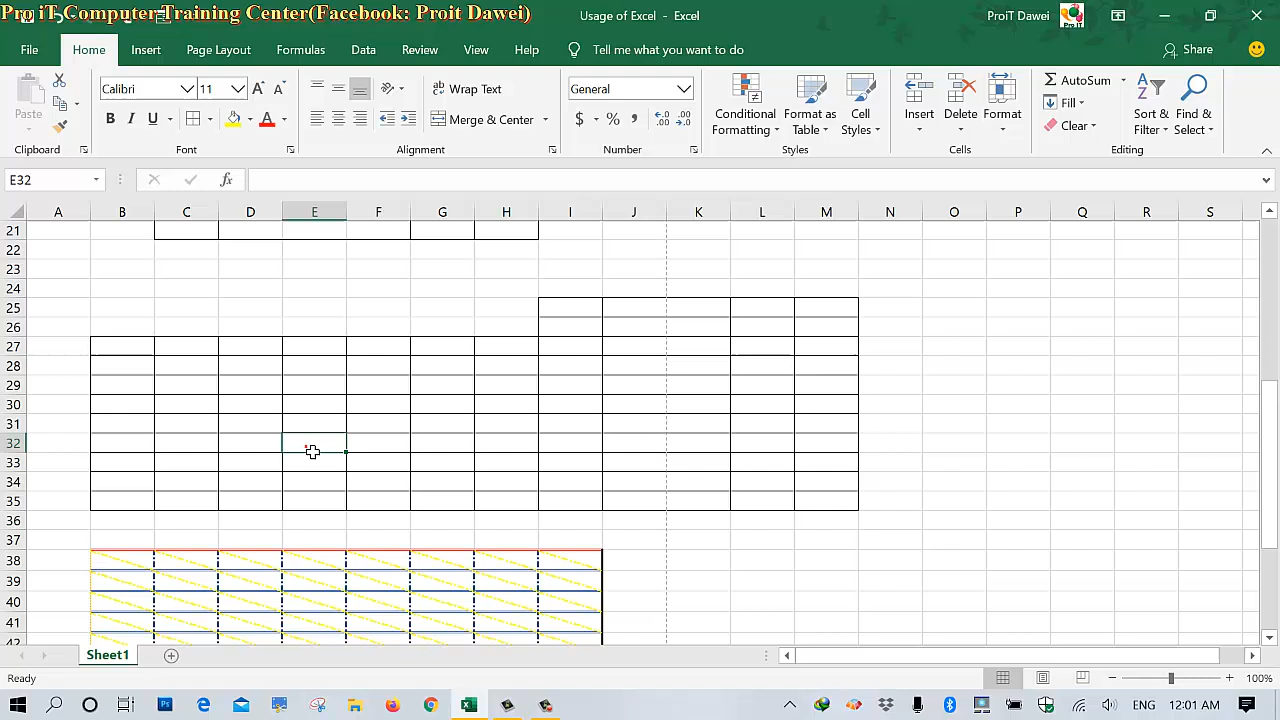 Pro iT Computer Training Center(Facebook: Proit Dawei)
Usage of Excel - Excel
ProiT Dawei
File Home Insert Page Layout Formulas Data Review View Help Tell me what you want to do Share
Paste
Clipboard
Calibri 11
B I U
Font
Wrap Text
Merge & Center
Alignment
General
$ %
Number
Conditional Formatting
Format as Table
Cell Styles
Styles
Insert Delete Format
Cells
AutoSum
Fill
Clear
Sort & Filter
Find & Select
Editing
E32
fx
A B C D E F G H I J K L M N O P Q R S
21
22
23
24
25
26
27
28
29
30
31
32
33
34
35
36
37
38
39
40
41
42
Sheet1
Ready
100%
ENG 12:01 AM